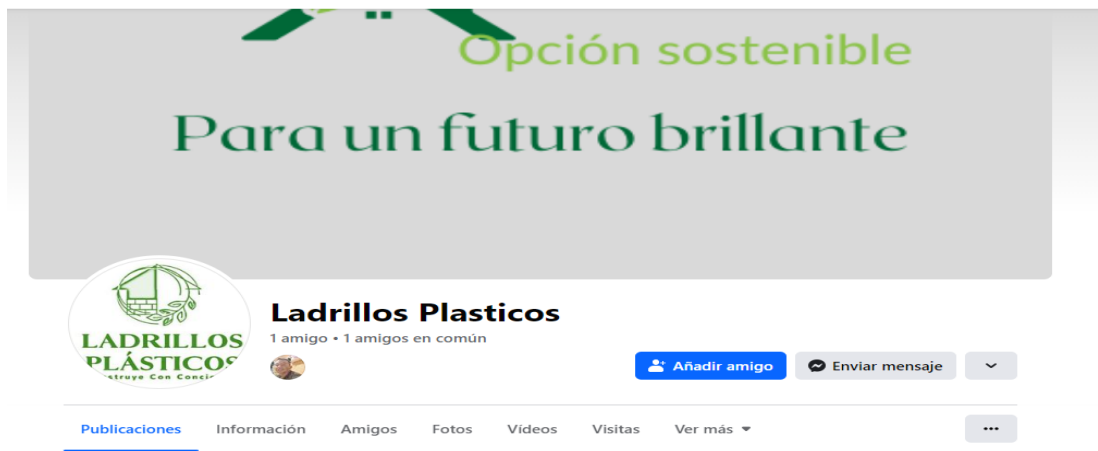 Opción sostenible
Para un futuro brillante
LADRILLOS
PLÁSTICOS
Ladrillos Plasticos
1 amigo • 1 amigos en común
Añadir amigo
Enviar mensaje
Publicaciones
Información
Amigos
Fotos
Vídeos
Visitas
Ver más